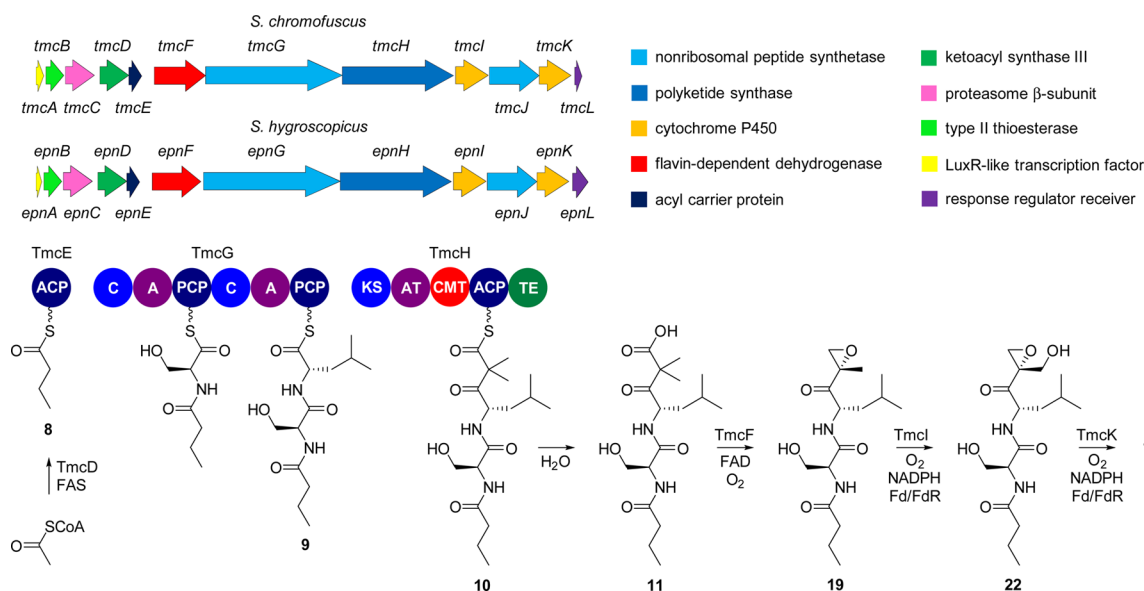 S. chromofuscus
tmcB tmcD tmcF tmcG tmcH tmcI tmcK
tmcA tmcC tmcE tmcJ tmcL
S. hygroscopicus
epnB epnD epnF epnG epnH epnI epnK
epnA epnC epnE epnJ epnL
nonribosomal peptide synthetase
polyketide synthase
cytochrome P450
flavin-dependent dehydrogenase
acyl carrier protein
ketoacyl synthase III
proteasome β-subunit
type II thioesterase
LuxR-like transcription factor
response regulator receiver
TmcE TmcG TmcH
ACP C A PCP C A PCP KS AT CMT ACP TE
S
O
8
TmcD
FAS
SCoA
O
S
HO O
NH
O
S
O
NH
HO O
NH
O
9
S
O
O
HN
HO O
NH
O
10
H2O
OH
O
O
HN
HO O
NH
O
11
TmcF
FAD
O2
O
O
HN
HO O
NH
O
19
TmcI
O2
NADPH
Fd/FdR
O OH
O
HN
HO O
NH
O
22
TmcK
O2
NADPH
Fd/FdR